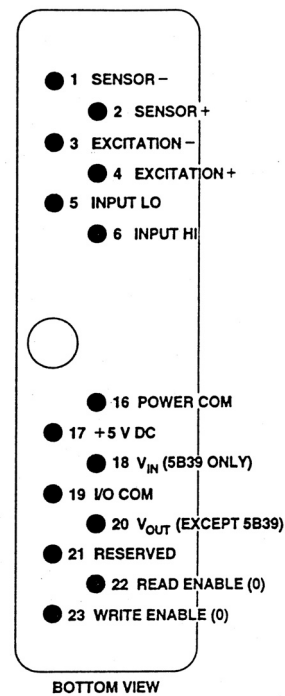 1 SENSOR –
2 SENSOR +
3 EXCITATION –
4 EXCITATION +
5 INPUT LO
6 INPUT HI
16 POWER COM
17 +5 V DC
18 VIN (5B39 ONLY)
19 I/O COM
20 VOUT (EXCEPT 5B39)
21 RESERVED
22 READ ENABLE (0)
23 WRITE ENABLE (0)
BOTTOM VIEW